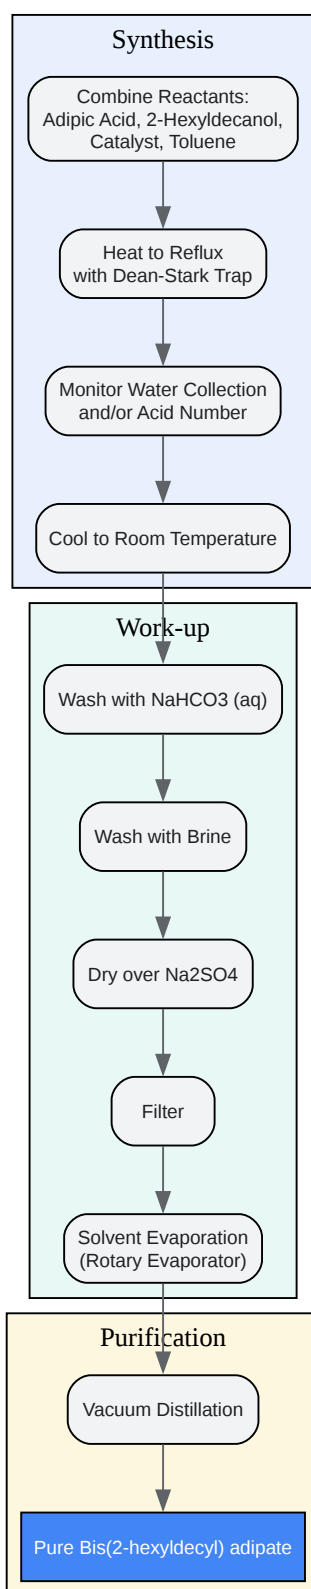 Synthesis
Combine Reactants:
Adipic Acid, 2-Hexyldecanol,
Catalyst, Toluene
Heat to Reflux
with Dean-Stark Trap
Monitor Water Collection
and/or Acid Number
Cool to Room Temperature
Work-up
Wash with NaHCO3 (aq)
Wash with Brine
Dry over Na2SO4
Filter
Solvent Evaporation
(Rotary Evaporator)
Purification
Vacuum Distillation
Pure Bis(2-hexyldecyl) adipate